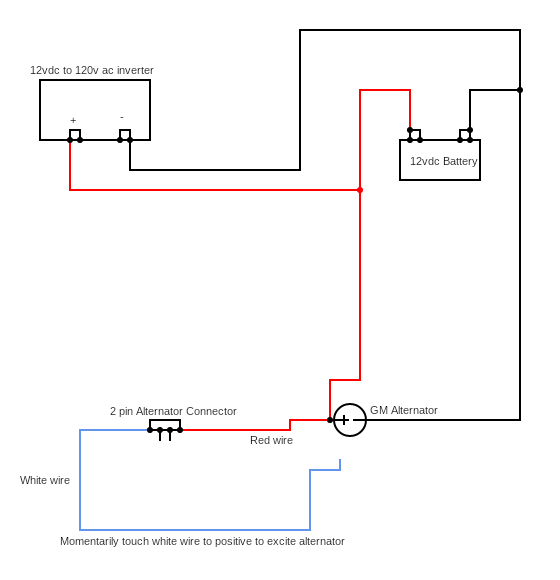 12vdc to 120v ac inverter
+
-
12vdc Battery
2 pin Alternator Connector
GM Alternator
Red wire
White wire
Momentarily touch white wire to positive to excite alternator